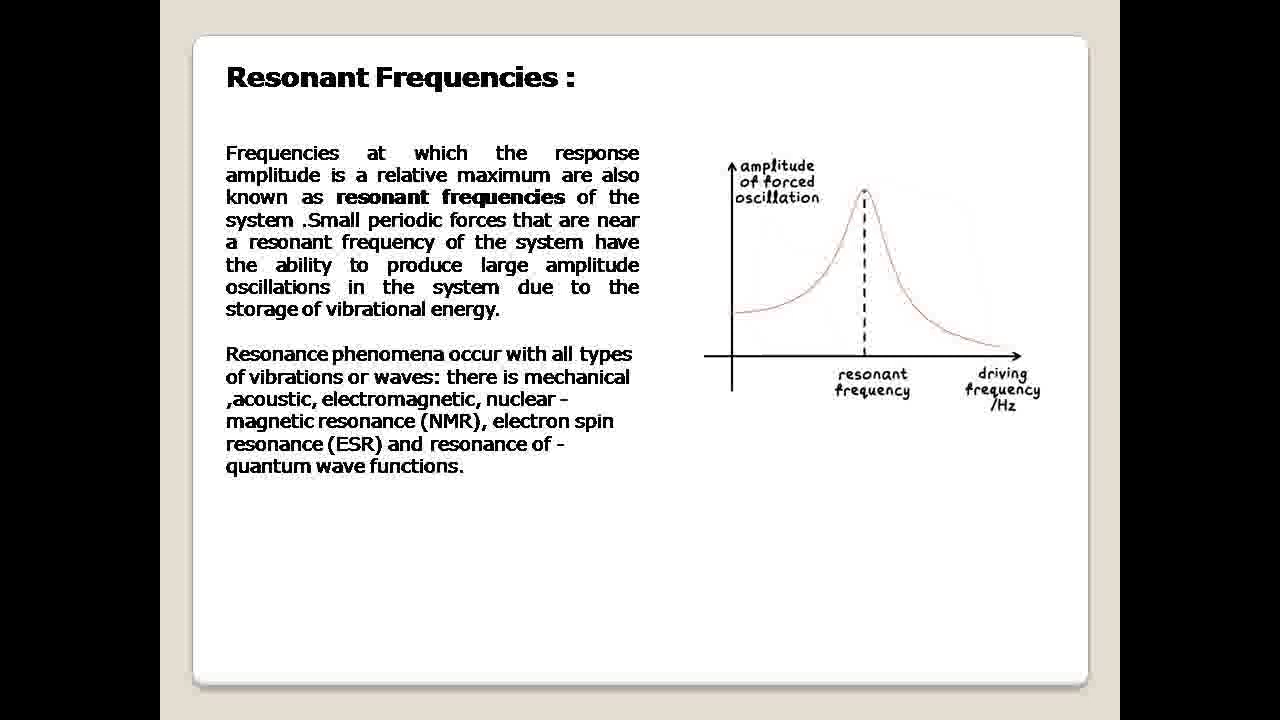 Resonant Frequencies :
Frequencies at which the response
amplitude is a relative maximum are also
known as resonant frequencies of the
system .Small periodic forces that are near
a resonant frequency of the system have
the ability to produce large amplitude
oscillations in the system due to the
storage of vibrational energy.
Resonance phenomena occur with all types
of vibrations or waves: there is mechanical
,acoustic, electromagnetic, nuclear -
magnetic resonance (NMR), electron spin
resonance (ESR) and resonance of -
quantum wave functions.
amplitude
of forced
oscillation
resonant
frequency
driving
frequency
/Hz